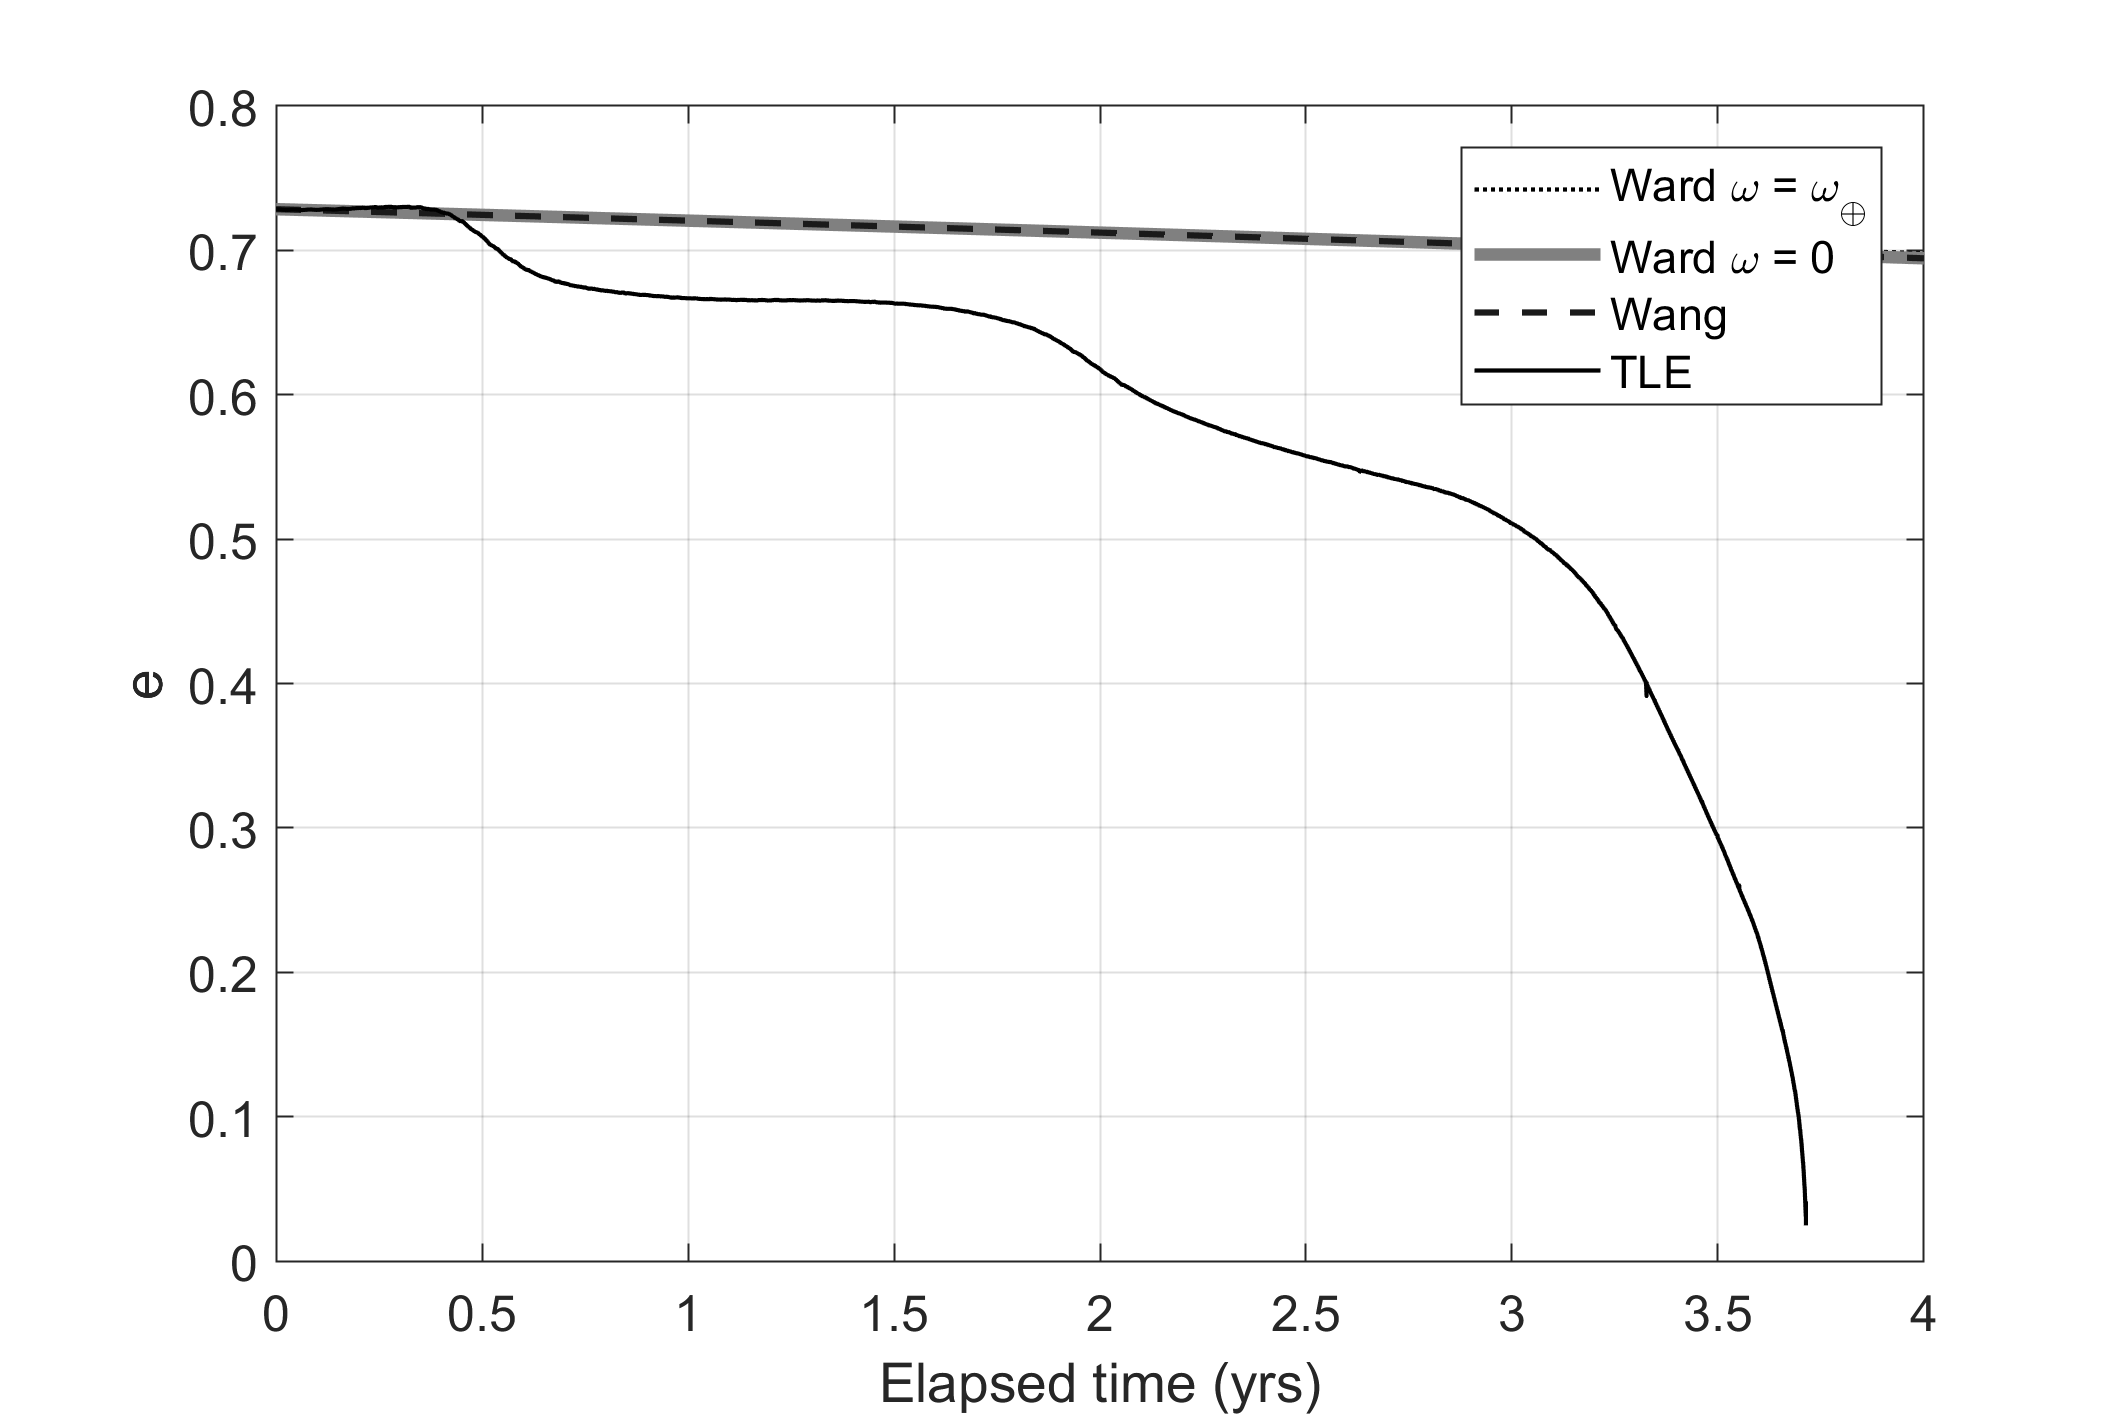 0.8
0.7
0.6
0.5
0.4
0.3
0.2
0.1
0
e
0 0.5 1 1.5 2 2.5 3 3.5 4
Elapsed time (yrs)
Ward ω = ω⊕
Ward ω = 0
Wang
TLE